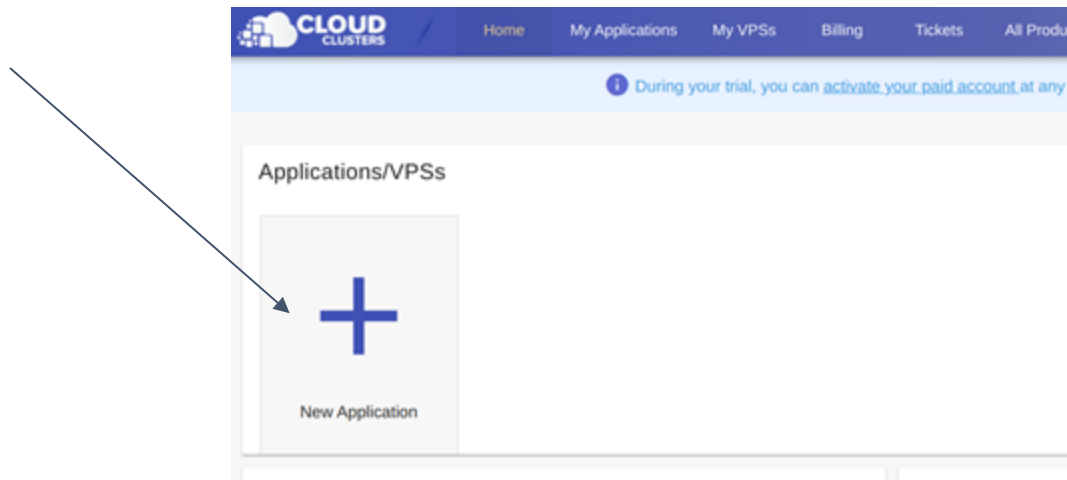 CLOUD
CLUSTERS
Home My Applications My VPSs Billing Tickets All Produ
During your trial, you can activate your paid account at any
Applications/VPSs
New Application